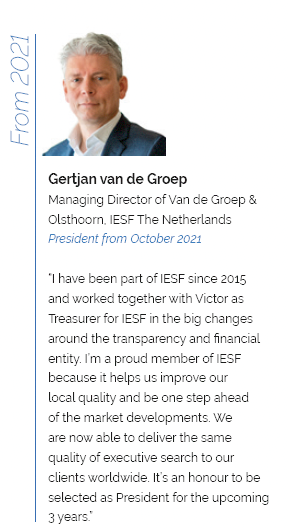 From 2021
Gertjan van de Groep
Managing Director of Van de Groep &
Olsthoorn, IESF The Netherlands
President from October 2021
"I have been part of IESF since 2015
and worked together with Victor as
Treasurer for IESF in the big changes
around the transparency and financial
entity. I'm a proud member of IESF
because it helps us improve our
local quality and be one step ahead
of the market developments. We
are now able to deliver the same
quality of executive search to our
clients worldwide. It's an honour to be
selected as President for the upcoming
3 years."